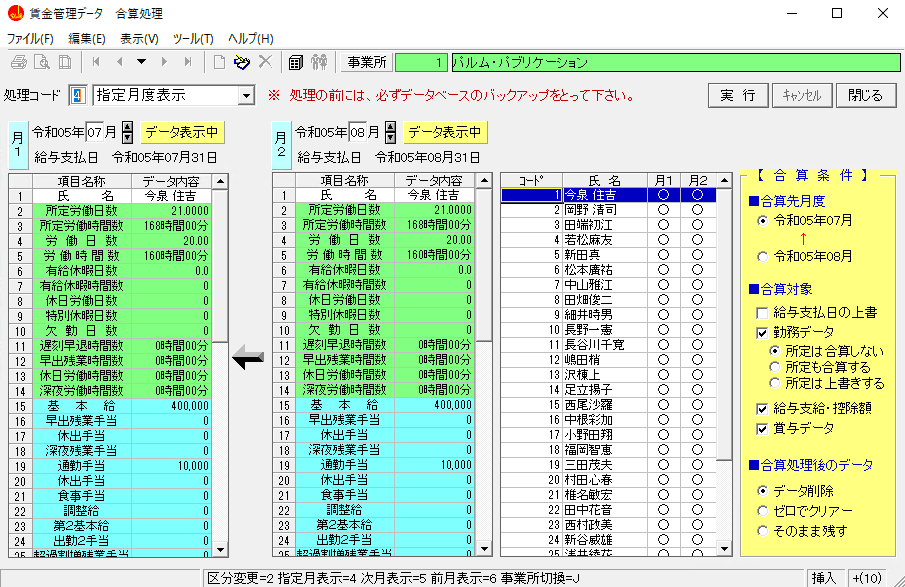 賃金管理データ　合算処理
ファイル(F)　編集(E)　表示(V)　ツール(T)　ヘルプ(H)
事業所　1　パルム・パブリケーション
処理コード　4　指定月度表示　※ 処理の前には、必ずデータベースのバックアップをとって下さい。　実 行　ｷｬﾝｾﾙ　閉じる
月1　令和05年07月　データ表示中
給与支払日　令和05年07月31日
項目名称　データ内容
1　氏　名　今泉 住吉
2　所定労働日数　21.0000
3　所定労働時間数　168時間00分
4　労 働 日 数　20.00
5　労 働 時 間 数　160時間00分
6　有給休暇日数　0.0
7　有給休暇時間数　0
8　休日労働日数　0
9　特別休暇日数　0
10　欠 勤 日 数　0
11　遅刻早退時間数　0時間00分
12　早出残業時間数　0時間00分
13　休日労働時間数　0時間00分
14　深夜労働時間数　0時間00分
15　基　本　給　400,000
16　早出残業手当　0
17　休出手当　0
18　深夜残業手当　0
19　通勤手当　10,000
20　休出手当　0
21　食事手当　0
22　調整給　0
23　第2基本給　0
24　出勤2手当　0
25　超過割増残業手当　0
月2　令和05年08月　データ表示中
給与支払日　令和05年08月31日
項目名称　データ内容
1　氏　名　今泉 住吉
2　所定労働日数　21.0000
3　所定労働時間数　168時間00分
4　労 働 日 数　20.00
5　労 働 時 間 数　160時間00分
6　有給休暇日数　0.0
7　有給休暇時間数　0
8　休日労働日数　0
9　特別休暇日数　0
10　欠 勤 日 数　0
11　遅刻早退時間数　0時間00分
12　早出残業時間数　0時間00分
13　休日労働時間数　0時間00分
14　深夜労働時間数　0時間00分
15　基　本　給　400,000
16　早出残業手当　0
17　休出手当　0
18　深夜残業手当　0
19　通勤手当　10,000
20　休出手当　0
21　食事手当　0
22　調整給　0
23　第2基本給　0
24　出勤2手当　0
25　超過割増残業手当　0
ｺｰﾄﾞ　氏 名　月1　月2
1　今泉 住吉　○　○
2　岡野 清司　○　○
3　田端初江　○　○
4　若松麻友　○　○
5　新田真　○　○
6　松本廣祐　○　○
7　中山雅江　○　○
8　田畑俊二　○　○
9　細井時男　○　○
10　長野一憲　○　○
11　長谷川千寛　○　○
12　嶋田梢　○　○
13　沢棟上　○　○
14　足立揚子　○　○
15　西尾沙羅　○　○
16　中根彩加　○　○
17　小野田翔　○　○
18　福岡智恵　○　○
19　三田茂夫　○　○
20　村田心春　○　○
21　椎名敏宏　○　○
22　田中花音　○　○
23　西村政美　○　○
24　新谷威雄　○　○
25　浅井綾花　○　○
【 合 算 条 件 】
■合算先月度
令和05年07月
↑
令和05年08月
■合算対象
給与支払日の上書
勤務データ
所定は合算しない
所定も合算する
所定は上書きする
給与支給・控除額
賞与データ
■合算処理後のデータ
データ削除
ゼロでクリアー
そのまま残す
区分変更=2 指定月表示=4 次月表示=5 前月表示=6 事業所切換=J　挿入　+(10)